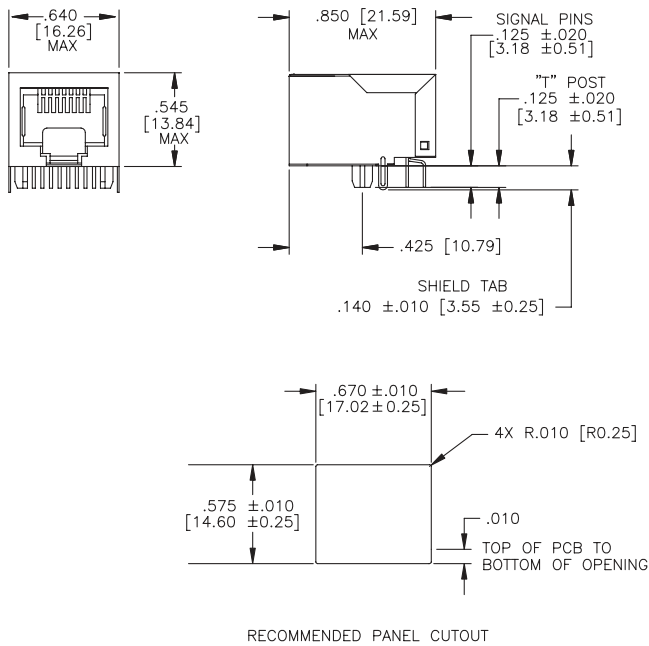 .640
[16.26]
MAX
.545
[13.84]
MAX
.850 [21.59]
MAX
SIGNAL PINS
.125 ±.020
[3.18 ±0.51]
"T" POST
.125 ±.020
[3.18 ±0.51]
.425 [10.79]
SHIELD TAB
.140 ±.010 [3.55 ±0.25]
.670 ±.010
[17.02±0.25]
4X R.010 [R0.25]
.575 ±.010
[14.60 ±0.25]
.010
TOP OF PCB TO
BOTTOM OF OPENING
RECOMMENDED PANEL CUTOUT